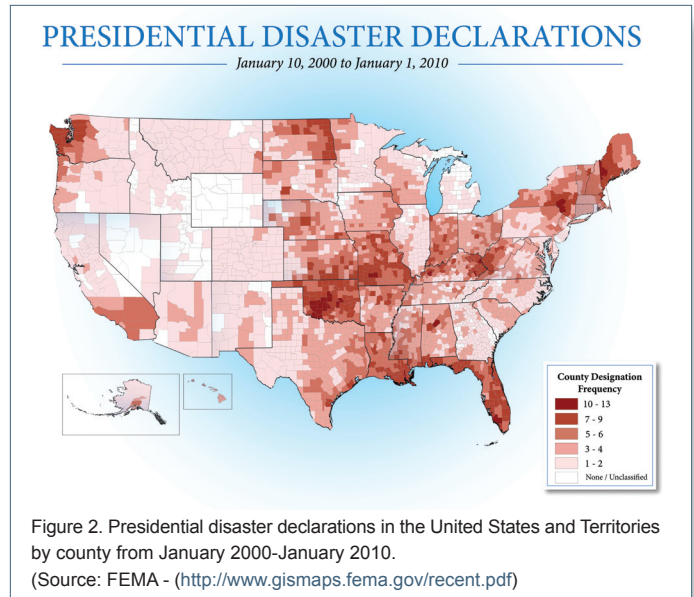 PRESIDENTIAL DISASTER DECLARATIONS
January 10, 2000 to January 1, 2010
County Designation
Frequency
10 - 13
7 - 9
5 - 6
3 - 4
1 - 2
None / Unclassified
Figure 2. Presidential disaster declarations in the United States and Territories
by county from January 2000-January 2010.
(Source: FEMA - (http://www.gismaps.fema.gov/recent.pdf)